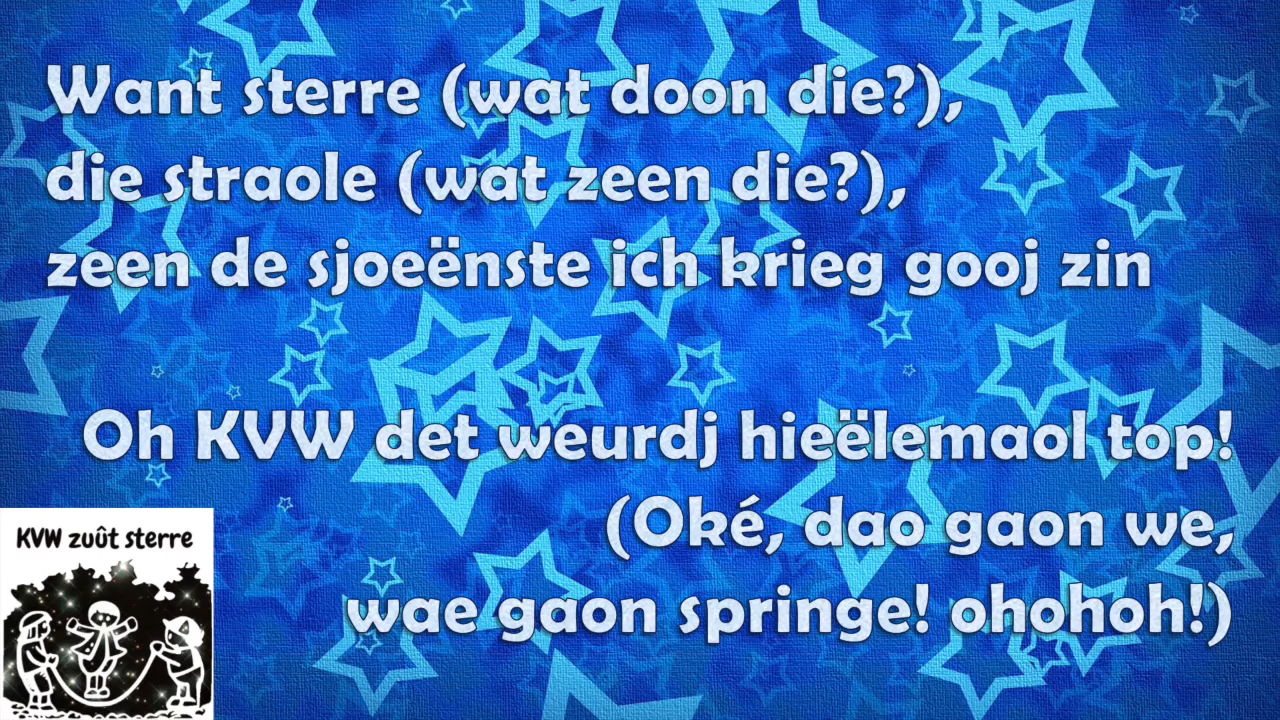 Want sterre (wat doon die?),
die straole (wat zeen die?),
zeen de sjoeënste ich krieg gooj zin
Oh KVW det weurdj hieëlemaol top!
(Oké, dao gaon we,
wae gaon springe! ohohoh!)
KVW zuût sterre